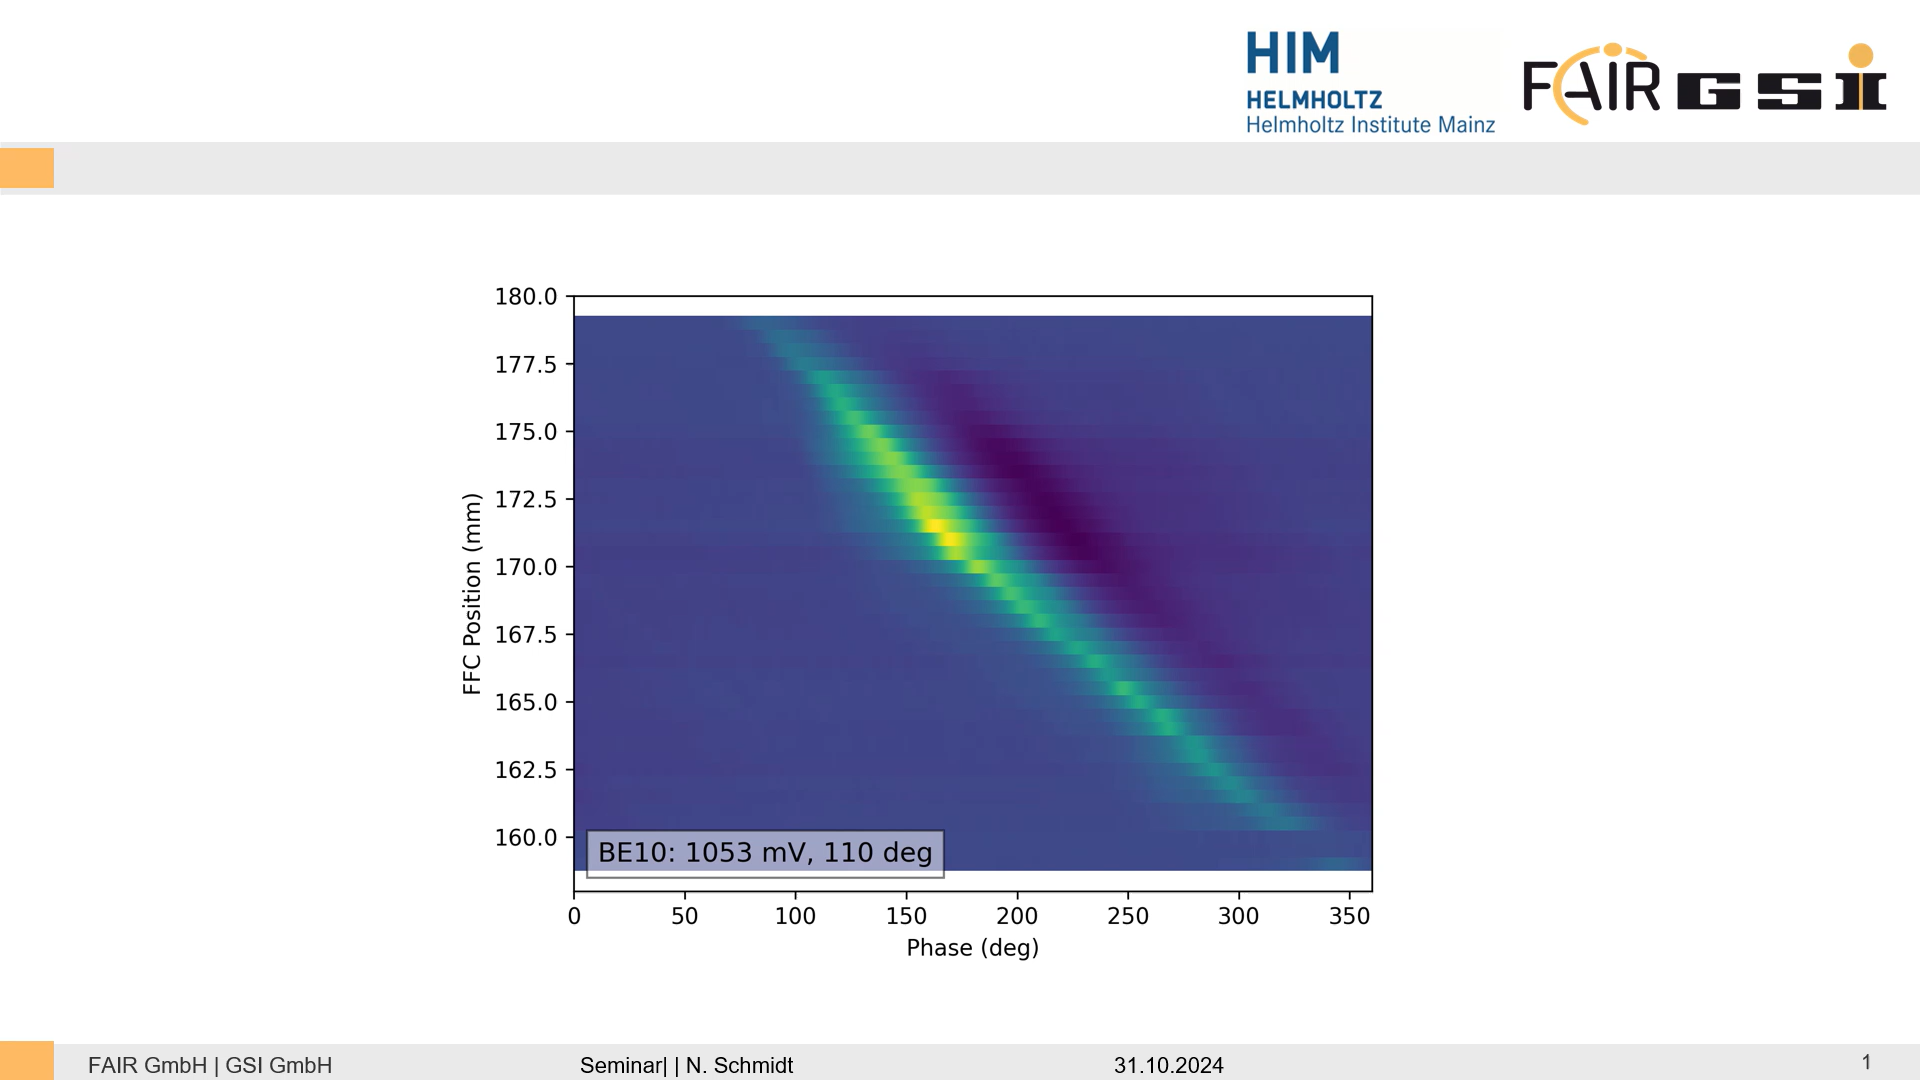 HIM
HELMHOLTZ
Helmholtz Institute Mainz
FAIR GSI
180.0
177.5
175.0
172.5
170.0
167.5
165.0
162.5
160.0
FFC Position (mm)
BE10: 1053 mV, 110 deg
0 50 100 150 200 250 300 350
Phase (deg)
FAIR GmbH | GSI GmbH Seminar| | N. Schmidt 31.10.2024 1